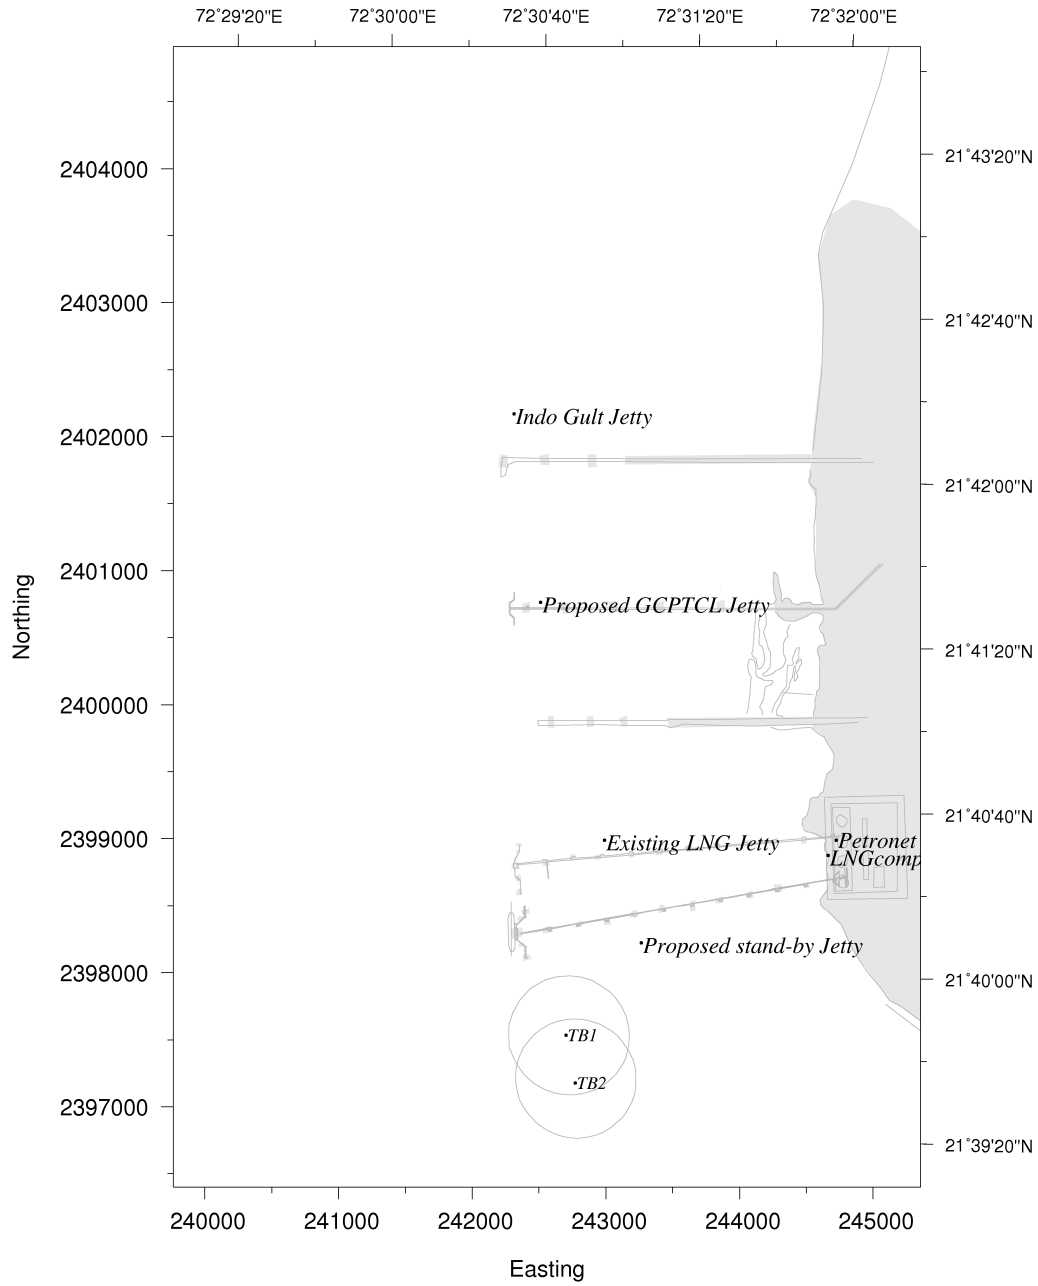 72˚29'20"E 72˚30'00"E 72˚30'40"E 72˚31'20"E 72˚32'00"E
2404000
21˚43'20"N
2403000
21˚42'40"N
Indo Gult Jetty
2402000
21˚42'00"N
2401000
Proposed GCPTCL Jetty
Northing
21˚41'20"N
2400000
21˚40'40"N
2399000
Existing LNG Jetty
Petronet
LNGcomp
Proposed stand-by Jetty
2398000
21˚40'00"N
TB1
TB2
2397000
21˚39'20"N
240000 241000 242000 243000 244000 245000
Easting